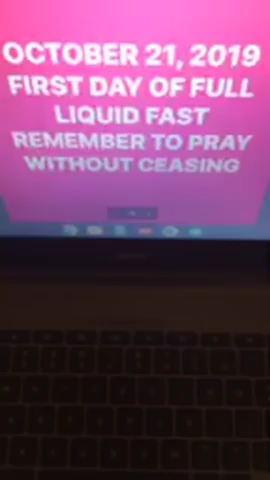 OCTOBER 21, 2019
FIRST DAY OF FULL
LIQUID FAST
REMEMBER TO PRAY
WITHOUT CEASING